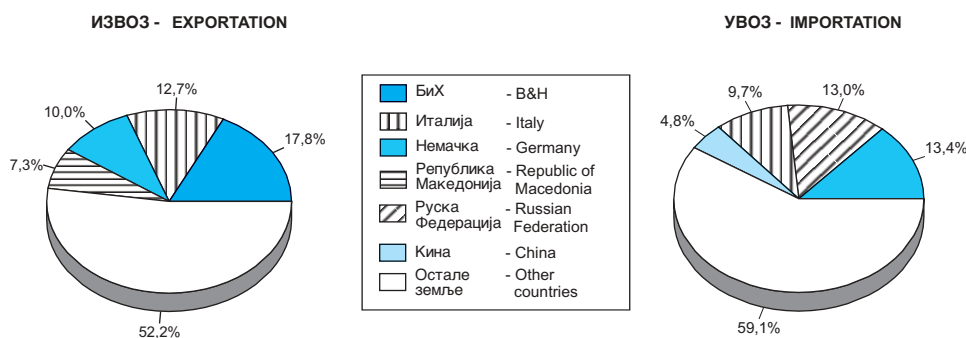 ИЗВОЗ - EXPORTATION
УВОЗ - IMPORTATION
12,7%
10,0%
17,8%
7,3%
52,2%
БиХ - B&H
Италија - Italy
Немачка - Germany
Република - Republic of
Македонија Macedonia
Руска - Russian
Федерација Federation
Кина - China
Остале - Other
земље countries
13,0%
9,7%
4,8%
13,4%
59,1%